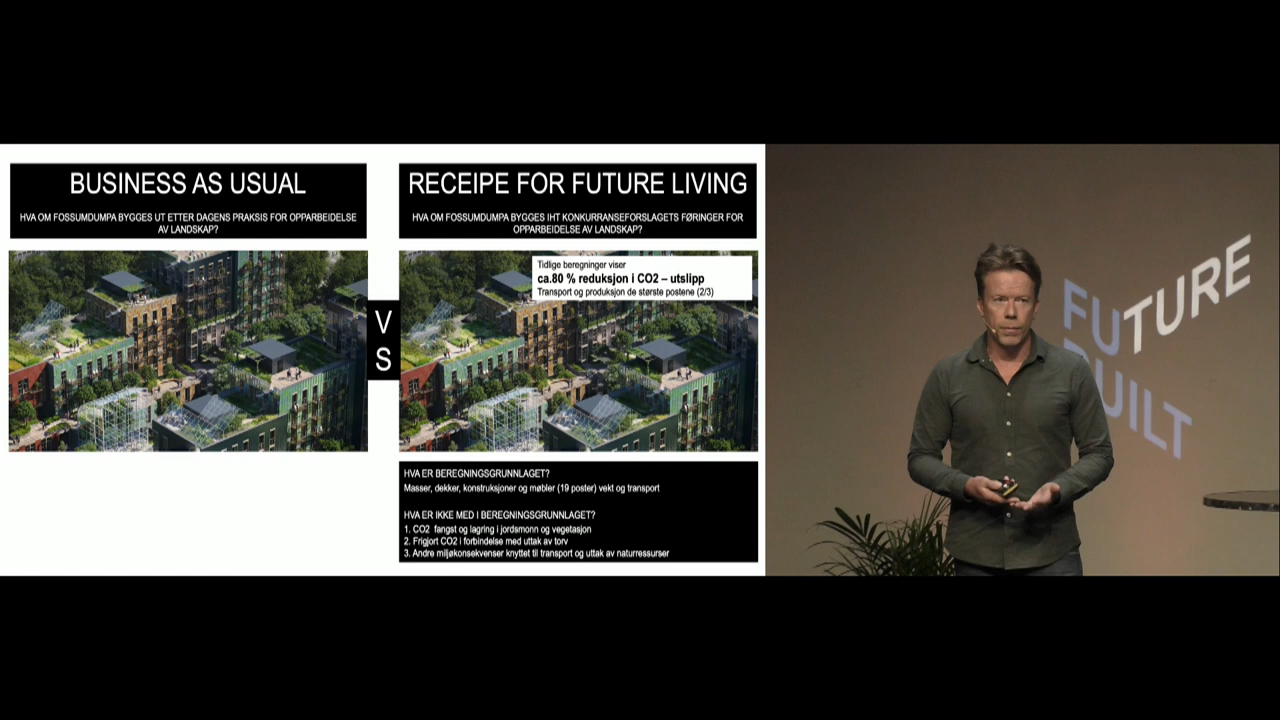 BUSINESS AS USUAL
HVA OM FOSSUMDUMPA BYGGES UT ETTER DAGENS PRAKSIS FOR OPPARBEIDELSE
AV LANDSKAP?
V
S
RECEIPE FOR FUTURE LIVING
HVA OM FOSSUMDUMPA BYGGES IHT KONKURRANSEFORSLAGETS FØRINGER FOR
OPPARBEIDELSE AV LANDSKAP?
Tidlige beregninger viser
ca.80 % reduksjon i CO2 – utslipp
Transport og produksjon de største postene (2/3)
HVA ER BEREGNINGSGRUNNLAGET?
Masser, dekker, konstruksjoner og møbler (19 poster) vekt og transport
HVA ER IKKE MED I BEREGNINGSGRUNNLAGET?
1. CO2 fangst og lagring i jordsmonn og vegetasjon
2. Frigjort CO2 i forbindelse med uttak av torv
3. Andre miljøkonsekvenser knyttet til transport og uttak av naturressurser
FUTURE
BUILT